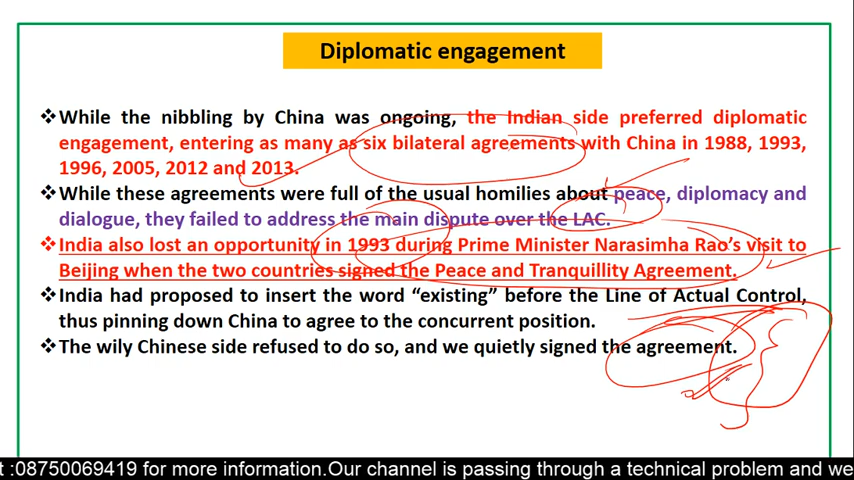 Diplomatic engagement
❖While the nibbling by China was ongoing, the Indian side preferred diplomatic
engagement, entering as many as six bilateral agreements with China in 1988, 1993,
1996, 2005, 2012 and 2013.
❖While these agreements were full of the usual homilies about peace, diplomacy and
dialogue, they failed to address the main dispute over the LAC.
❖India also lost an opportunity in 1993 during Prime Minister Narasimha Rao’s visit to
Beijing when the two countries signed the Peace and Tranquillity Agreement.
❖India had proposed to insert the word “existing” before the Line of Actual Control,
thus pinning down China to agree to the concurrent position.
❖The wily Chinese side refused to do so, and we quietly signed the agreement.
t :08750069419 for more information.Our channel is passing through a technical problem and we